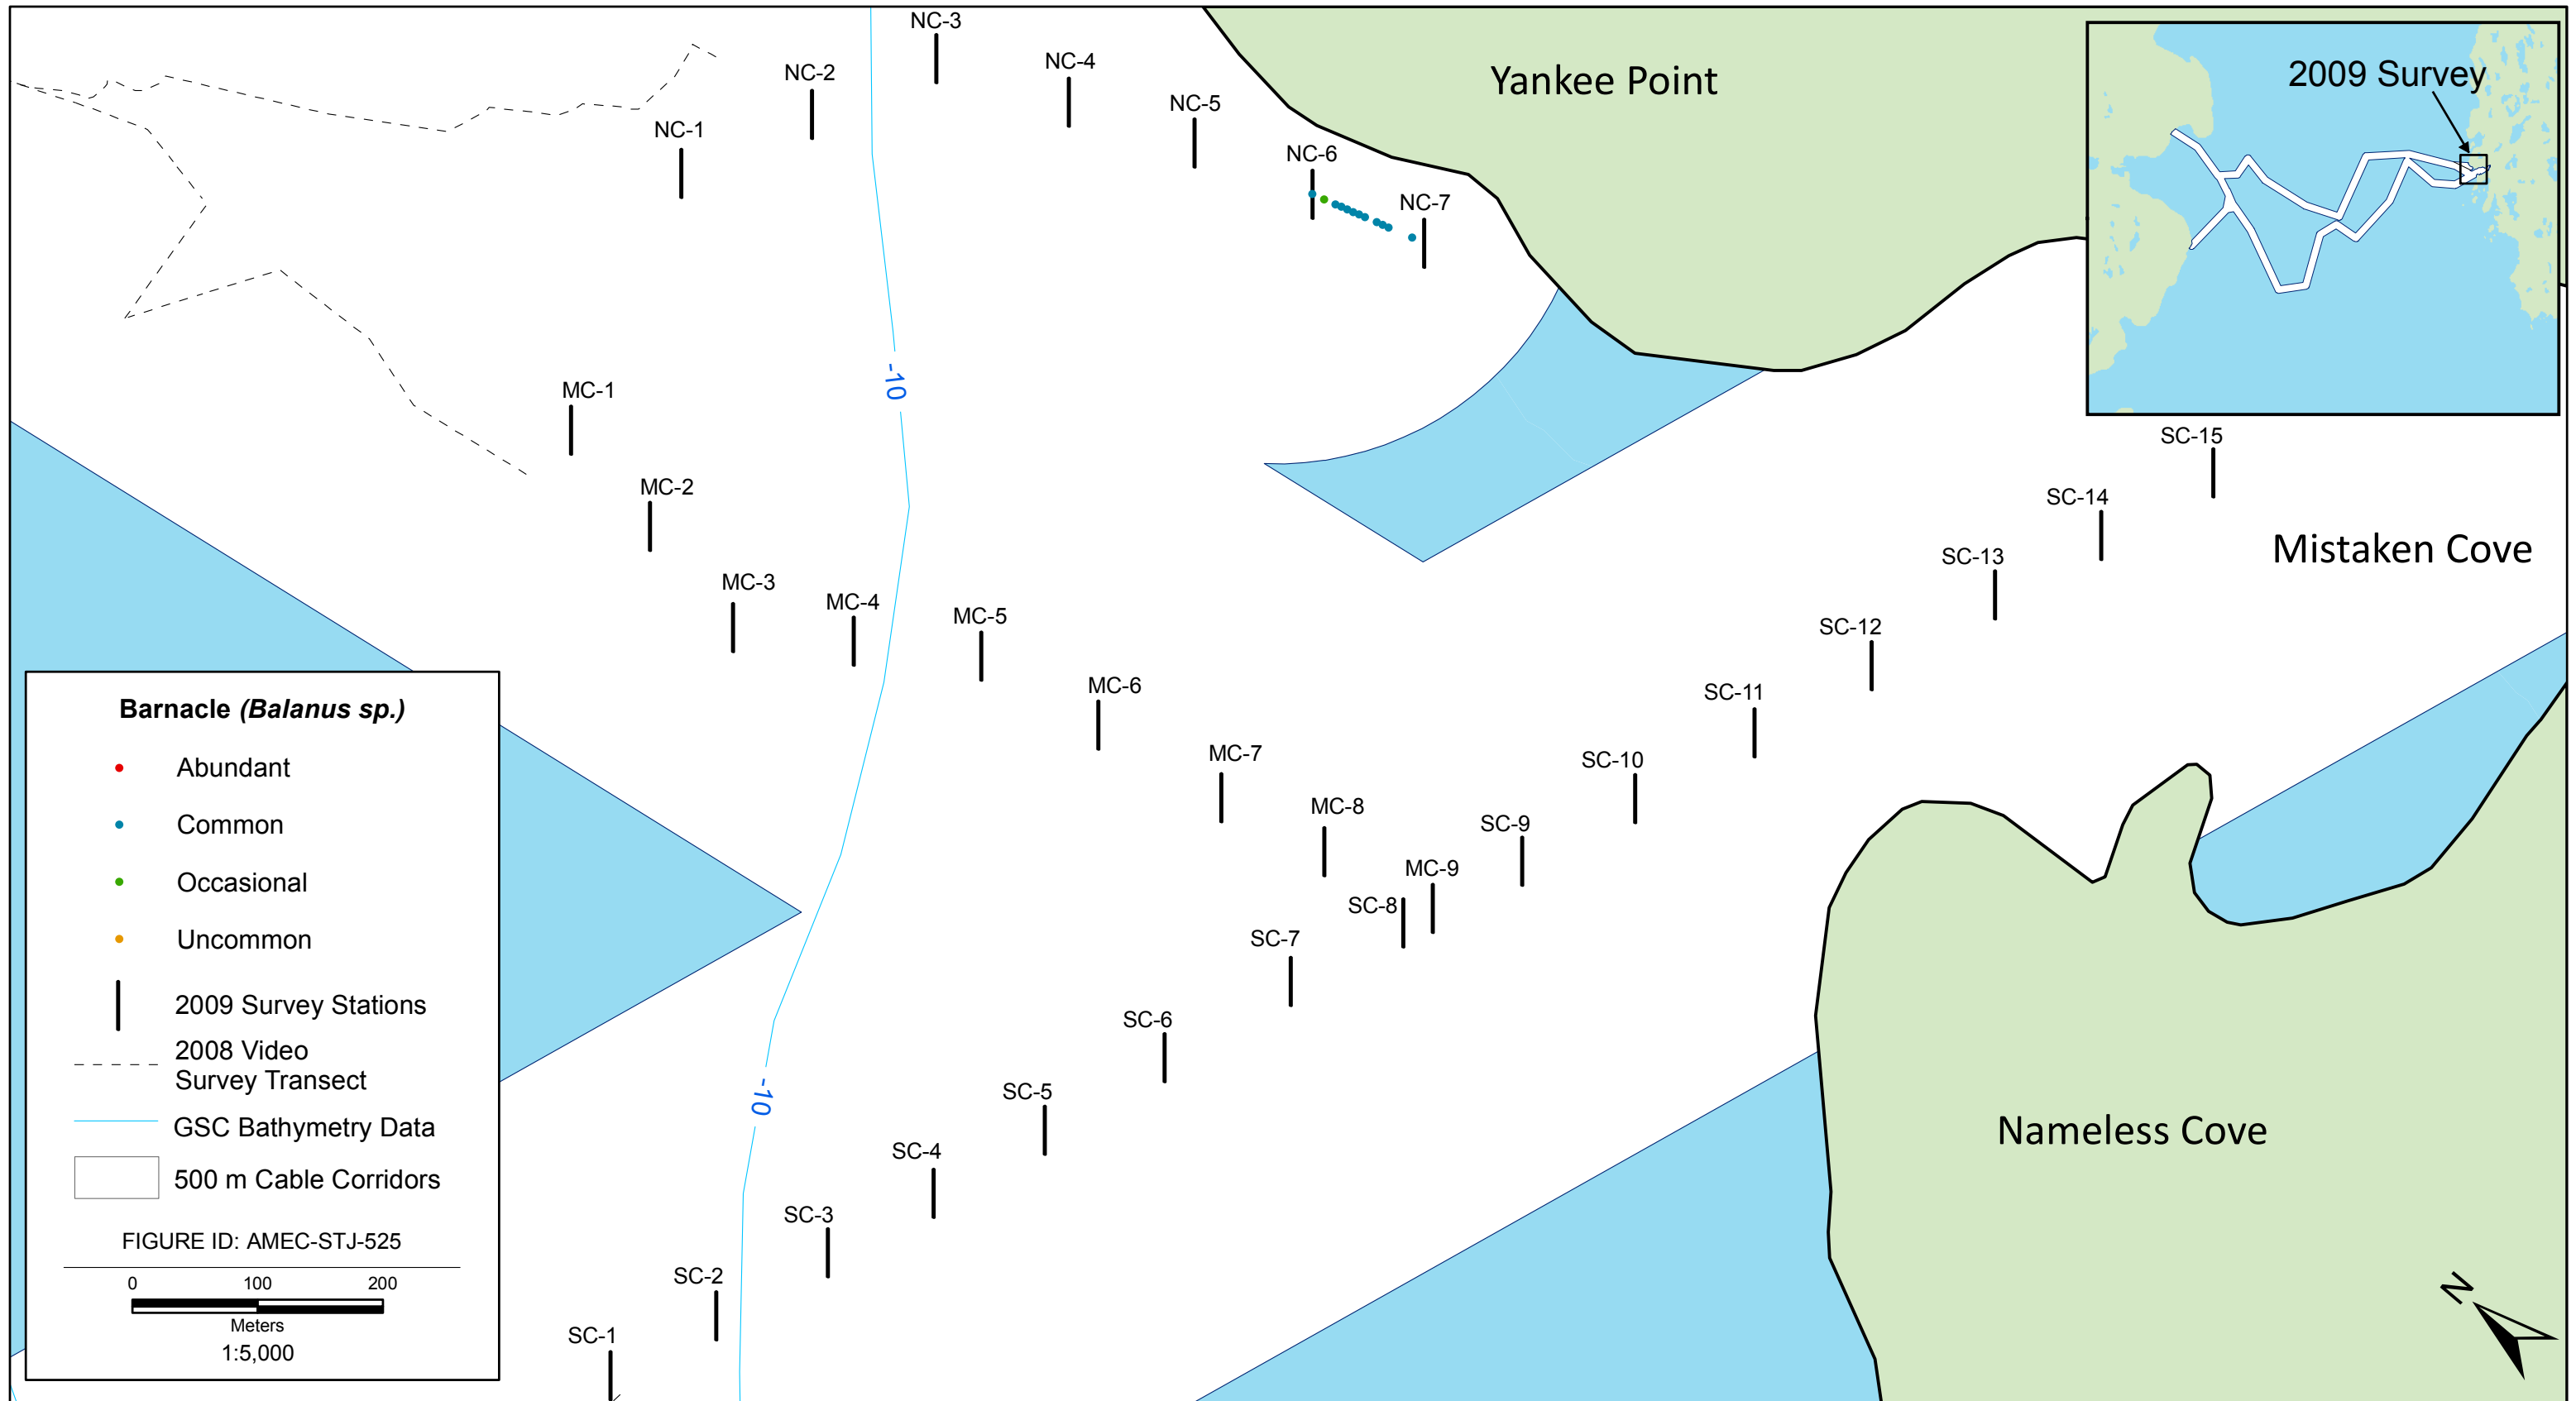 NC-3
NC-4
NC-2
NC-5
NC-1
NC-6
NC-7
Yankee Point
2009 Survey
-10
MC-1
MC-2
MC-3
MC-4
MC-5
MC-6
MC-7
MC-8
MC-9
SC-15
SC-14
SC-13
SC-12
SC-11
SC-10
SC-9
SC-8
SC-7
SC-6
SC-5
SC-4
SC-3
SC-2
SC-1
Mistaken Cove
Nameless Cove
-10
N
Barnacle (Balanus sp.)
Abundant
Common
Occasional
Uncommon
2009 Survey Stations
2008 Video
Survey Transect
GSC Bathymetry Data
500 m Cable Corridors
FIGURE ID: AMEC-STJ-525
0 100 200
Meters
1:5,000